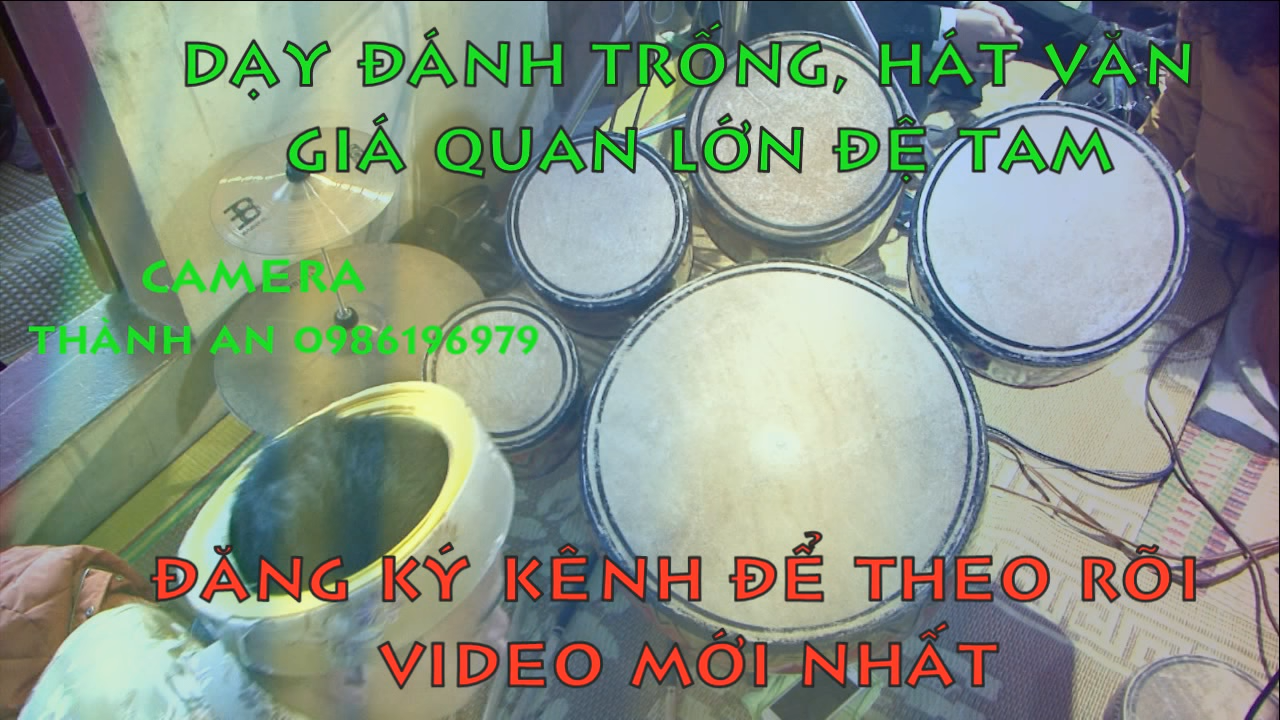 DẠY ĐÁNH TRỐNG, HÁT VĂN
GIÁ QUAN LỚN ĐỆ TAM
CAMERA
THÀNH AN 0986196979
ĐĂNG KÝ KÊNH ĐỂ THEO RÕI
VIDEO MỚI NHẤT